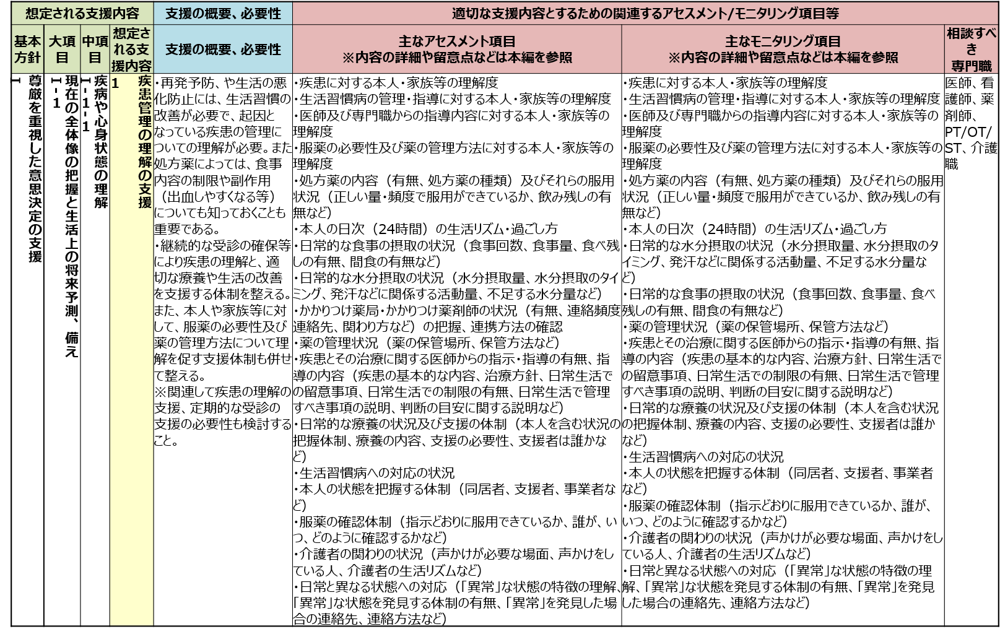 想定される支援内容
支援の概要、必要性
適切な支援内容とするための関連するアセスメント/モニタリング項目等
基本
方針
大項
目
中項
目
想定さ
れる支
援内容
支援の概要、必要性
主なアセスメント項目
※内容の詳細や留意点などは本編を参照
主なモニタリング項目
※内容の詳細や留意点などは本編を参照
相談すべ
き
専門職
Ⅰ
尊厳を重視した意思決定の支援
Ⅰ-1
現在の全体像の把握と生活上の将来予測、備え
Ⅰ-1-1
疾病や心身状態の理解
1
疾患管理の理解の支援
・再発予防、や生活の悪
化防止には、生活習慣の
改善が必要で、起因と
なっている疾患の管理に
ついての理解が必要。また
処方薬によっては、食事
内容の制限や副作用
（出血しやすくなる等）
についても知っておくことも
重要である。
・継続的な受診の確保等
により疾患の理解と、適
切な療養や生活の改善
を支援する体制を整える。
また、本人や家族等に対
して、服薬の必要性及び
薬の管理方法について理
解を促す支援体制も併せ
て整える。
※関連して疾患の理解の
支援、定期的な受診の
支援の必要性も検討する
こと。
・疾患に対する本人・家族等の理解度
・生活習慣病の管理・指導に対する本人・家族等の理解度
・医師及び専門職からの指導内容に対する本人・家族等の
理解度
・服薬の必要性及び薬の管理方法に対する本人・家族等の
理解度
・処方薬の内容（有無、処方薬の種類）及びそれらの服用
状況（正しい量・頻度で服用ができているか、飲み残しの有
無など）
・本人の日次（24時間）の生活リズム・過ごし方
・日常的な食事の摂取の状況（食事回数、食事量、食べ残
しの有無、間食の有無など）
・日常的な水分摂取の状況（水分摂取量、水分摂取のタイ
ミング、発汗などに関係する活動量、不足する水分量など）
・かかりつけ薬局・かかりつけ薬剤師の状況（有無、連絡頻度
連絡先、関わり方など）の把握、連携方法の確認
・薬の管理状況（薬の保管場所、保管方法など）
・疾患とその治療に関する医師からの指示・指導の有無、指
導の内容（疾患の基本的な内容、治療方針、日常生活で
の留意事項、日常生活での制限の有無、日常生活で管理
すべき事項の説明、判断の目安に関する説明など）
・日常的な療養の状況及び支援の体制（本人を含む状況の
把握体制、療養の内容、支援の必要性、支援者は誰かな
ど）
・生活習慣病への対応の状況
・本人の状態を把握する体制（同居者、支援者、事業者な
ど）
・服薬の確認体制（指示どおりに服用できているか、誰が、い
つ、どのように確認するかなど）
・介護者の関わりの状況（声かけが必要な場面、声かけをし
ている人、介護者の生活リズムなど）
・日常と異なる状態への対応（「異常」な状態の特徴の理解、
「異常」な状態を発見する体制の有無、「異常」を発見した場
合の連絡先、連絡方法など）
・疾患に対する本人・家族等の理解度
・生活習慣病の管理・指導に対する本人・家族等の理解度
・医師及び専門職からの指導内容に対する本人・家族等の
理解度
・服薬の必要性及び薬の管理方法に対する本人・家族等の
理解度
・処方薬の内容（有無、処方薬の種類）及びそれらの服用
状況（正しい量・頻度で服用ができているか、飲み残しの有
無など）
・本人の日次（24時間）の生活リズム・過ごし方
・日常的な水分摂取の状況（水分摂取量、水分摂取のタ
イミング、発汗などに関係する活動量、不足する水分量な
ど）
・日常的な食事の摂取の状況（食事回数、食事量、食べ
残しの有無、間食の有無など）
・薬の管理状況（薬の保管場所、保管方法など）
・疾患とその治療に関する医師からの指示・指導の有無、指
導の内容（疾患の基本的な内容、治療方針、日常生活で
の留意事項、日常生活での制限の有無、日常生活で管理
すべき事項の説明、判断の目安に関する説明など）
・日常的な療養の状況及び支援の体制（本人を含む状況
の把握体制、療養の内容、支援の必要性、支援者は誰か
など）
・生活習慣病への対応の状況
・本人の状態を把握する体制（同居者、支援者、事業者
など）
・服薬の確認体制（指示どおりに服用できているか、誰が、
いつ、どのように確認するかなど）
・介護者の関わりの状況（声かけが必要な場面、声かけをし
ている人、介護者の生活リズムなど）
・日常と異なる状態への対応（「異常」な状態の特徴の理
解、「異常」な状態を発見する体制の有無、「異常」を発見
した場合の連絡先、連絡方法など）
医師、看
護師、薬
剤師、
PT/OT/
ST、介護
職